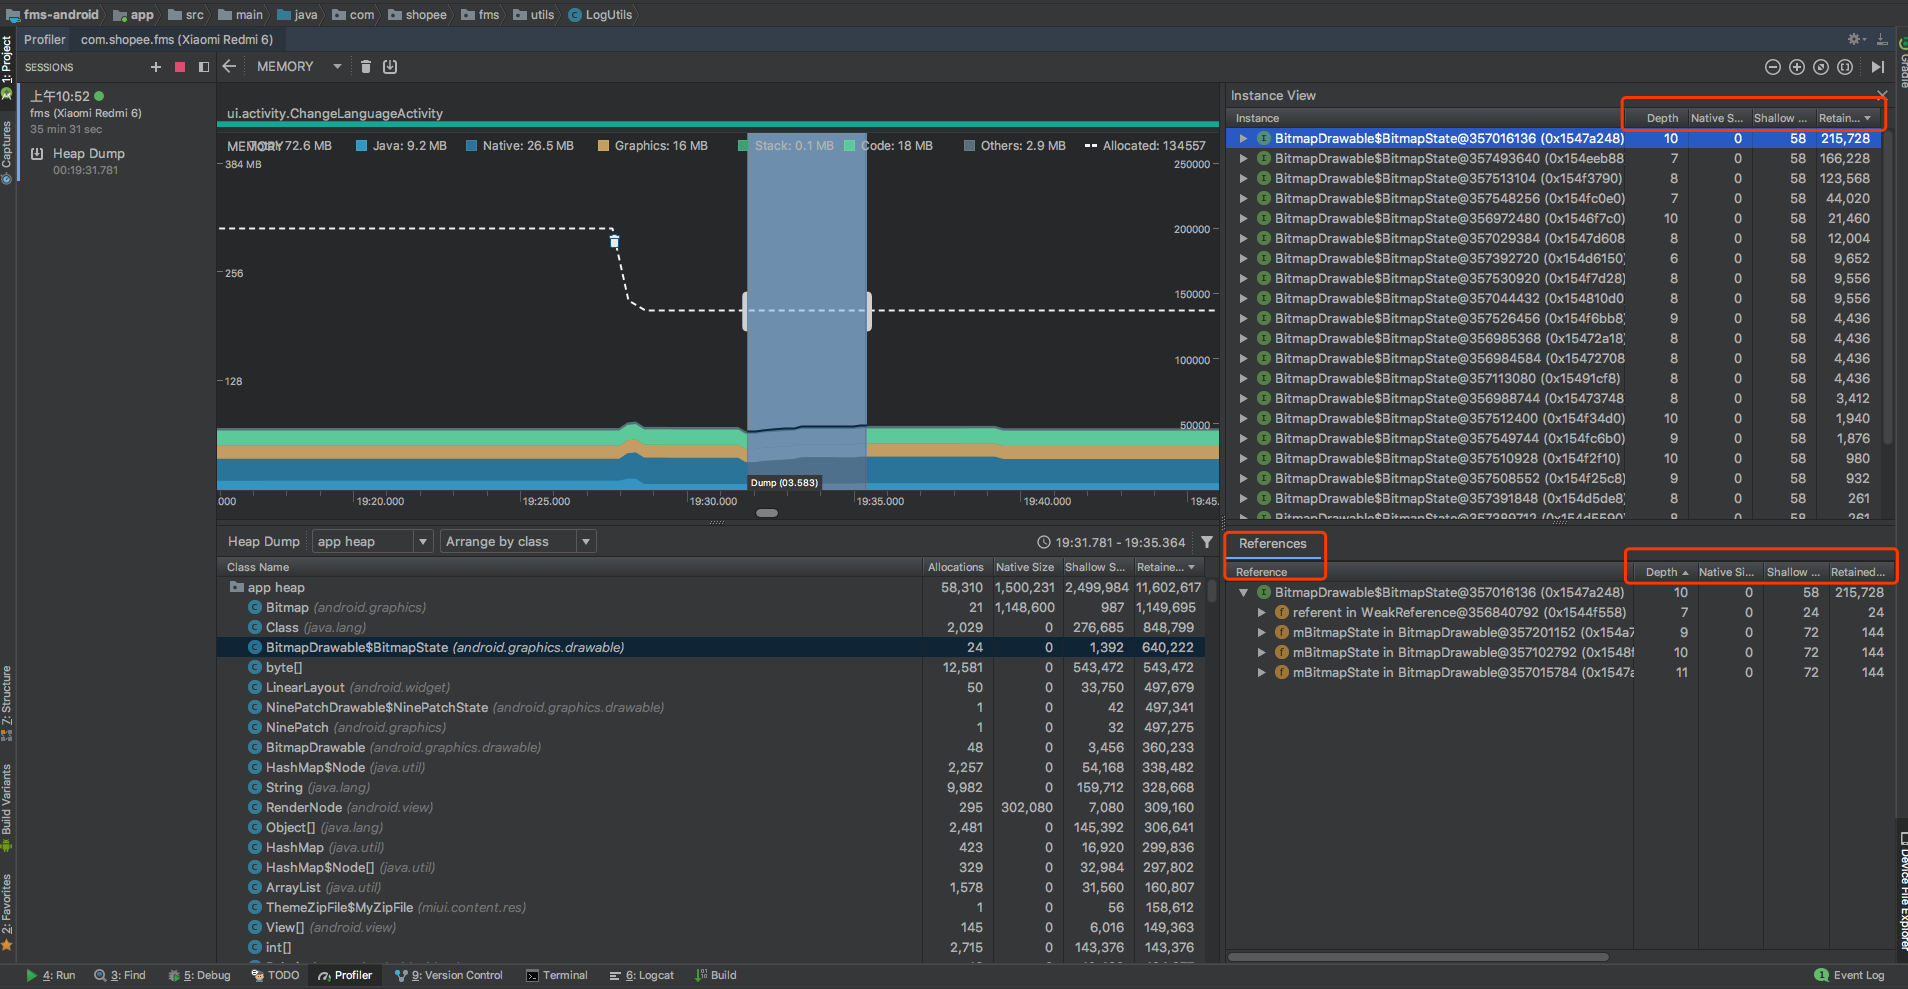 fms-android app src main java com shopee fms utils LogUtils
Profiler com.shopee.fms (Xiaomi Redmi 6)
SESSIONS MEMORY
上午10:52
fms (Xiaomi Redmi 6)
35 min 31 sec
Heap Dump
00:19:31.781
1: Project
Captures
7: Structure
Build Variants
2: Favorites
ui.activity.ChangeLanguageActivity
MEMORY 72.6 MB Java: 9.2 MB Native: 26.5 MB Graphics: 16 MB Stack: 0.1 MB Code: 18 MB Others: 2.9 MB Allocated: 134557
384 MB 250000
200000
256
150000
100000
128
50000
Dump (03.583)
000 19:20.000 19:25.000 19:30.000 19:35.000 19:40.000 19:45.
Heap Dump app heap Arrange by class 19:31.781 - 19:35.364
Class Name Allocations Native Size Shallow S... Retaine...
app heap 58,310 1,500,231 2,499,984 11,602,617
Bitmap (android.graphics) 21 1,148,600 987 1,149,695
Class (java.lang) 2,029 0 276,685 848,799
BitmapDrawable$BitmapState (android.graphics.drawable) 24 0 1,392 640,222
byte[] 12,581 0 543,472 543,472
LinearLayout (android.widget) 50 0 33,750 497,679
NinePatchDrawable$NinePatchState (android.graphics.drawable) 1 0 42 497,341
NinePatch (android.graphics) 1 0 32 497,275
BitmapDrawable (android.graphics.drawable) 48 0 3,456 360,233
HashMap$Node (java.util) 2,257 0 54,168 338,482
String (java.lang) 9,982 0 159,712 328,668
RenderNode (android.view) 295 302,080 7,080 309,160
Object[] (java.lang) 2,481 0 145,392 306,641
HashMap (java.util) 423 0 16,920 299,836
HashMap$Node[] (java.util) 329 0 32,984 297,802
ArrayList (java.util) 1,578 0 31,560 160,807
ThemeZipFile$MyZipFile (miui.content.res) 1 0 56 158,612
View[] (android.view) 145 0 6,016 149,363
int[] 2,715 0 143,376 143,376
Instance View
Instance Depth Native S... Shallow ... Retain...
BitmapDrawable$BitmapState@357016136 (0x1547a248) 10 0 58 215,728
BitmapDrawable$BitmapState@357493640 (0x154eeb88 7 0 58 166,228
BitmapDrawable$BitmapState@357513104 (0x154f3790) 8 0 58 123,568
BitmapDrawable$BitmapState@357548256 (0x154fc0e0) 7 0 58 44,020
BitmapDrawable$BitmapState@356972480 (0x1546f7c0) 10 0 58 21,460
BitmapDrawable$BitmapState@357029384 (0x1547d608 8 0 58 12,004
BitmapDrawable$BitmapState@357392720 (0x154d6150) 6 0 58 9,652
BitmapDrawable$BitmapState@357530920 (0x154f7d28) 8 0 58 9,556
BitmapDrawable$BitmapState@357044432 (0x154810d0 8 0 58 9,556
BitmapDrawable$BitmapState@357526456 (0x154f6bb8) 9 0 58 4,436
BitmapDrawable$BitmapState@356985368 (0x15472a18) 8 0 58 4,436
BitmapDrawable$BitmapState@356984584 (0x15472708 8 0 58 4,436
BitmapDrawable$BitmapState@357113080 (0x15491cf8) 8 0 58 4,436
BitmapDrawable$BitmapState@356988744 (0x15473748 8 0 58 3,412
BitmapDrawable$BitmapState@357512400 (0x154f34d0) 10 0 58 1,940
BitmapDrawable$BitmapState@357549744 (0x154fc6b0) 9 0 58 1,876
BitmapDrawable$BitmapState@357510928 (0x154f2f10) 10 0 58 980
BitmapDrawable$BitmapState@357508552 (0x154f25c8) 9 0 58 932
BitmapDrawable$BitmapState@357391848 (0x154d5de8) 8 0 58 261
BitmapDrawable$BitmapState@357389712 (0x154d5590) 8 0 58 261
References
Reference Depth Native Si... Shallow ... Retained...
BitmapDrawable$BitmapState@357016136 (0x1547a248) 10 0 58 215,728
referent in WeakReference@356840792 (0x1544f558) 7 0 24 24
mBitmapState in BitmapDrawable@357201152 (0x154a7 9 0 72 144
mBitmapState in BitmapDrawable@357102792 (0x1548f 10 0 72 144
mBitmapState in BitmapDrawable@357015784 (0x1547a 11 0 72 144
Gradle
Device File Explorer
4: Run 3: Find 5: Debug TODO Profiler 9: Version Control Terminal 6: Logcat Build 1 Event Log